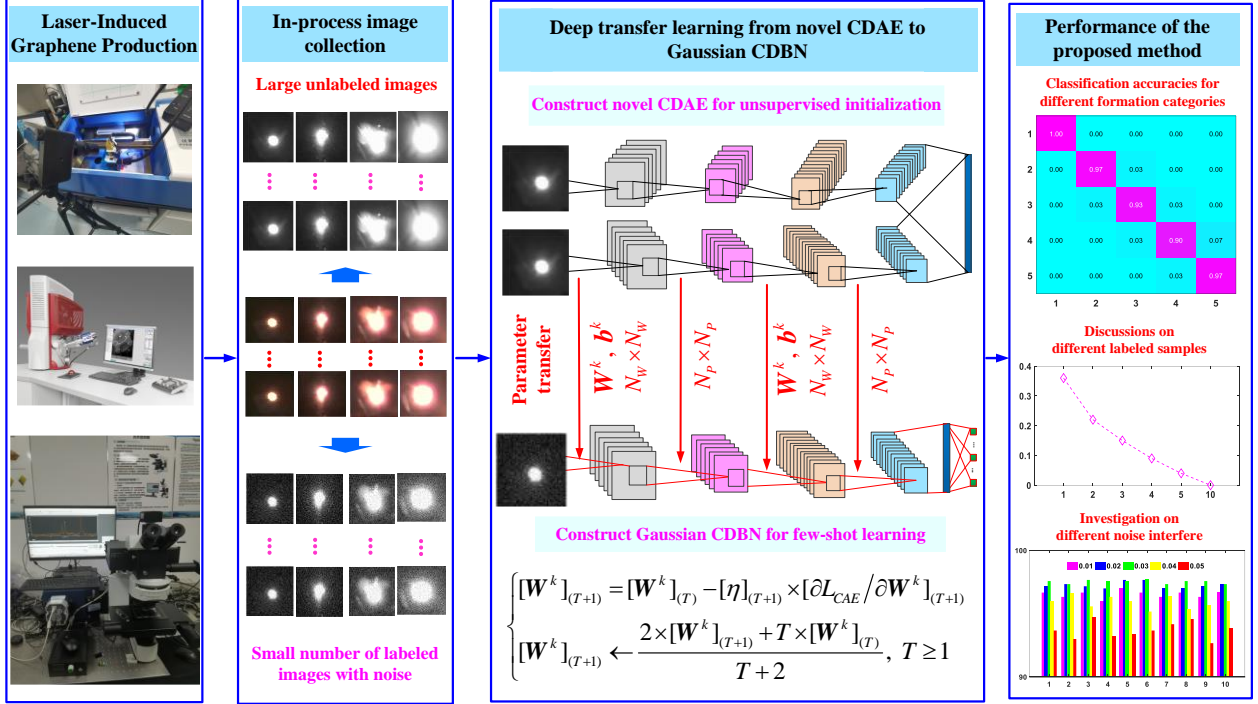 Laser-Induced
Graphene Production
In-process image
collection
Large unlabeled images
Small number of labeled
images with noise
Deep transfer learning from novel CDAE to
Gaussian CDBN
Construct novel CDAE for unsupervised initialization
Parameter
transfer
W^k , b^k
N_W × N_W
N_P × N_P
W^k , b^k
N_W × N_W
N_P × N_P
Construct Gaussian CDBN for few-shot learning
[W^k]_(T+1) = [W^k]_(T) − [η]_(T+1) × [∂L_CAE/∂W^k]_(T+1)
[W^k]_(T+1) ← (2×[W^k]_(T+1) + T×[W^k]_(T))/(T+2), T ≥ 1
Performance of the
proposed method
Classification accuracies for
different formation categories
1 1.00 0.00 0.00 0.00 0.00
2 0.00 0.97 0.03 0.00 0.00
3 0.00 0.03 0.93 0.03 0.00
4 0.00 0.00 0.03 0.90 0.07
5 0.00 0.00 0.00 0.03 0.97
1 2 3 4 5
Discussions on
different labeled samples
0.4
0.3
0.2
0.1
0
1 2 3 4 5 10
Investigation on
different noise interfere
100
0.01 0.02 0.03 0.04 0.05
90
1 2 3 4 5 6 7 8 9 10